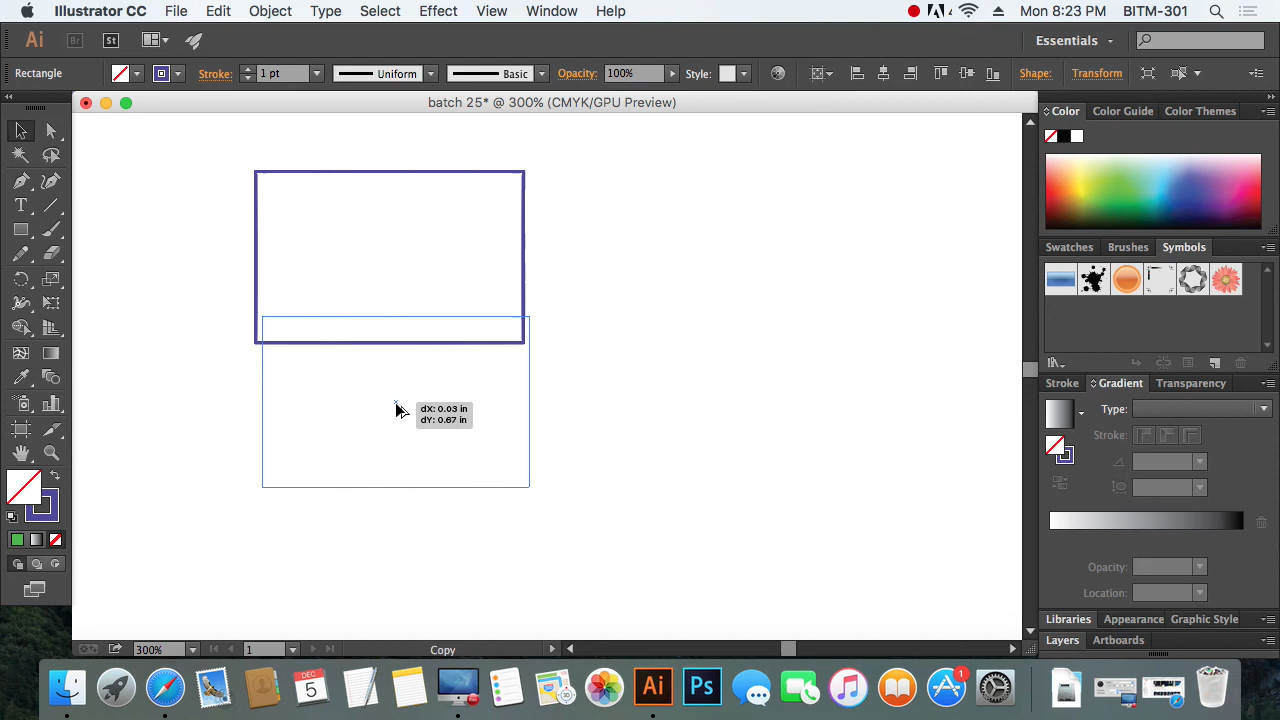 Illustrator CC File Edit Object Type Select Effect View Window Help 4 Mon 8:23 PM BITM-301
Ai Br St Essentials
Rectangle Stroke: 1 pt Uniform Basic Opacity: 100% Style: Shape: Transform
batch 25* @ 300% (CMYK/GPU Preview)
Color Color Guide Color Themes
Swatches Brushes Symbols
Stroke Gradient Transparency
Type:
Stroke:
dX: 0.03 in
dY: 0.67 in
Opacity:
Location:
Libraries Appearance Graphic Style
Layers Artboards
300% 1 Copy
DEC
5
Ai Ps 1